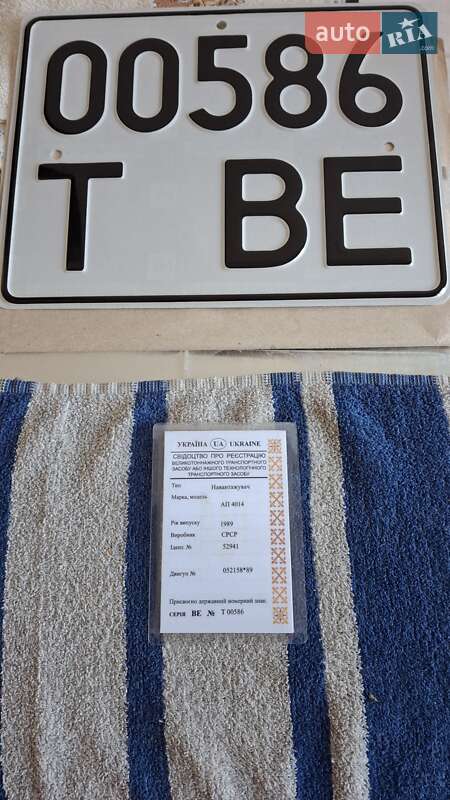 auto RIA .com
00586
T BE
УКРАЇНА UA UKRAINE
СВІДОЦТВО ПРО РЕЄСТРАЦІЮ
ВЕЛИКОТОННАЖНОГО ТРАНСПОРТНОГО
ЗАСОБУ АБО ІНШОГО ТЕХНОЛОГІЧНОГО
ТРАНСПОРТНОГО ЗАСОБУ
Тип Навантажувач
Марка, модель
АП 4014
Рік випуску 1989
Виробник СРСР
Ідент. № 52941
Двигун № 052158*89
Присвоєно державний номерний знак
СЕРІЯ ВЕ № Т 00586